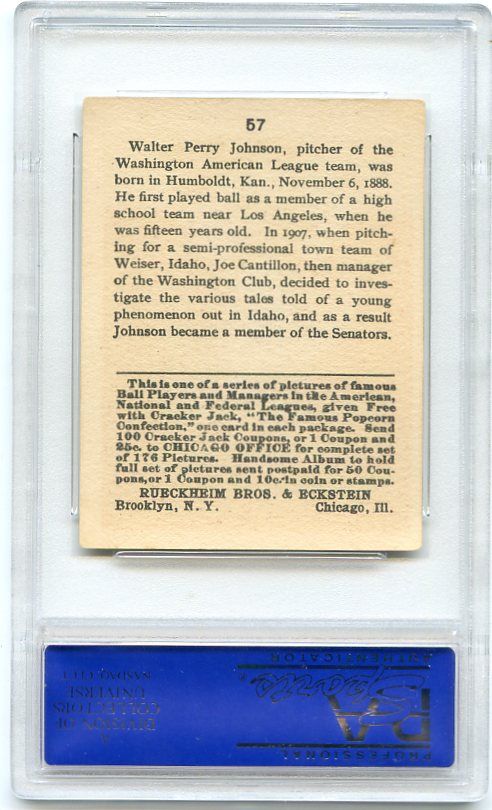 57
Walter Perry Johnson, pitcher of the
Washington American League team, was
born in Humboldt, Kan., November 6, 1888.
He first played ball as a member of a high
school team near Los Angeles, when he
was fifteen years old. In 1907, when pitch-
ing for a semi-professional town team of
Weiser, Idaho, Joe Cantillon, then manager
of the Washington Club, decided to inves-
tigate the various tales told of a young
phenomenon out in Idaho, and as a result
Johnson became a member of the Senators.
This is one of a series of pictures of famous
Ball Players and Managers in the American,
National and Federal Leagues, given Free
with Cracker Jack, "The Famous Popcorn
Confection," one card in each package. Send
100 Cracker Jack Coupons, or 1 Coupon and
25c. to CHICAGO OFFICE for complete set
of 176 Pictures. Handsome Album to hold
full set of pictures sent postpaid for 50 Cou-
pons, or 1 Coupon and 10c. in coin or stamps.
RUECKHEIM BROS. & ECKSTEIN
Brooklyn, N. Y. Chicago, Ill.
A
DIVISION OF
COLLECTORS
UNIVERSE
NASDAQ: CLCT
PROFESSIONAL
AUTHENTICATOR